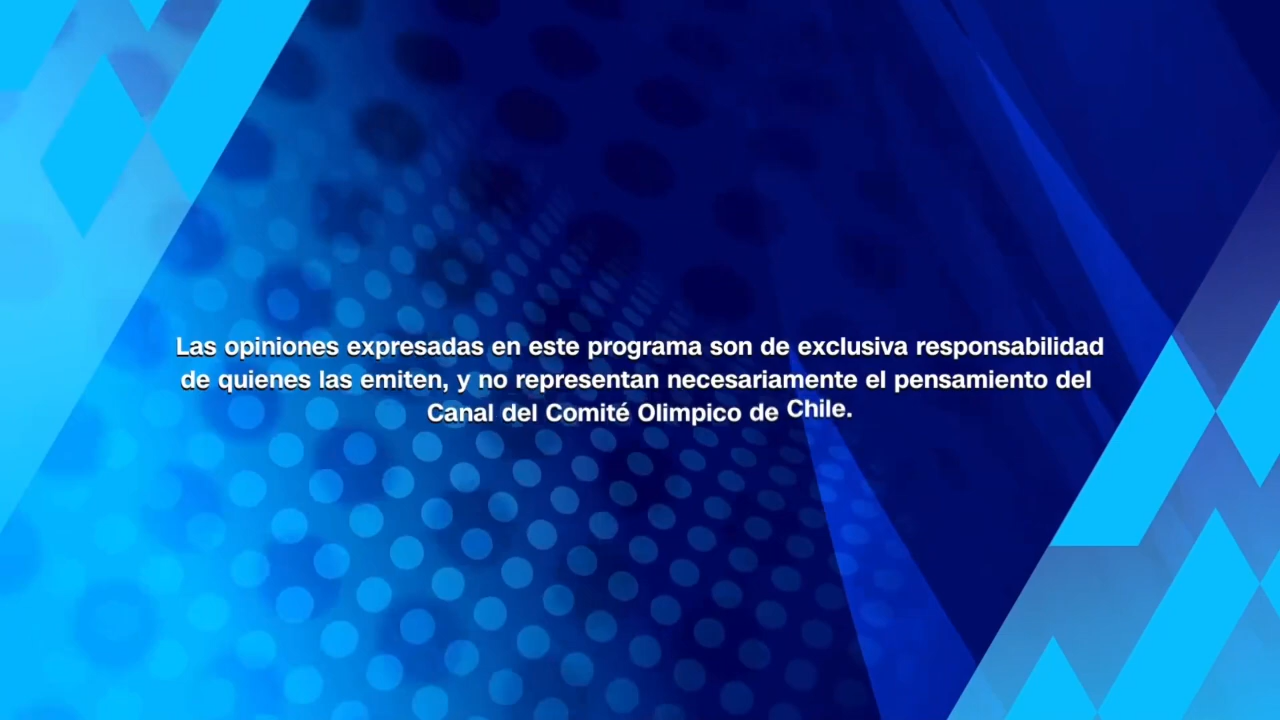 Las opiniones expresadas en este programa son de exclusiva responsabilidad
de quienes las emiten, y no representan necesariamente el pensamiento del
Canal del Comité Olimpico de Chile.